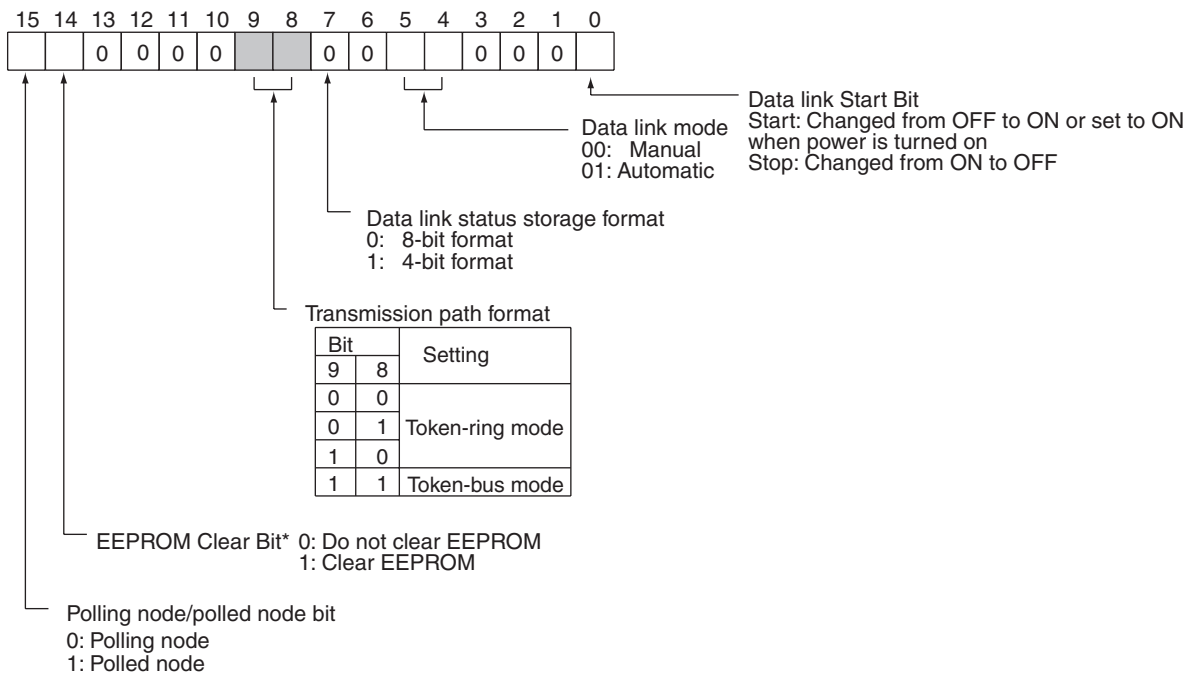 15 14 13 12 11 10 9 8 7 6 5 4 3 2 1 0
0 0 0 0 0 0 0 0 0
Data link Start Bit
Start: Changed from OFF to ON or set to ON
when power is turned on
Stop: Changed from ON to OFF
Data link mode
00: Manual
01: Automatic
Data link status storage format
0: 8-bit format
1: 4-bit format
Transmission path format
Bit Setting
9 8
0 0
0 1 Token-ring mode
1 0
1 1 Token-bus mode
EEPROM Clear Bit* 0: Do not clear EEPROM
1: Clear EEPROM
Polling node/polled node bit
0: Polling node
1: Polled node